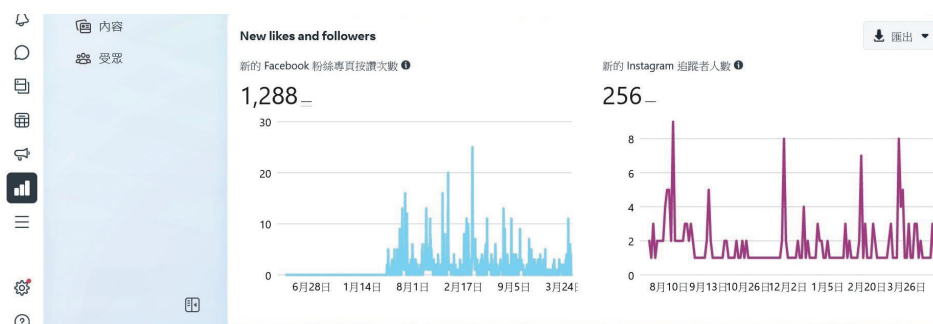 內容
受眾
New likes and followers
匯出
新的 Facebook 粉絲專頁按讚次數
新的 Instagram 追蹤者人數
1,288
256
30
20
10
0
6月28日 1月14日 8月1日 2月17日 9月5日 3月24日
8
6
4
2
0
8月10日 9月13日 10月26日 12月2日 1月5日 2月20日 3月26日